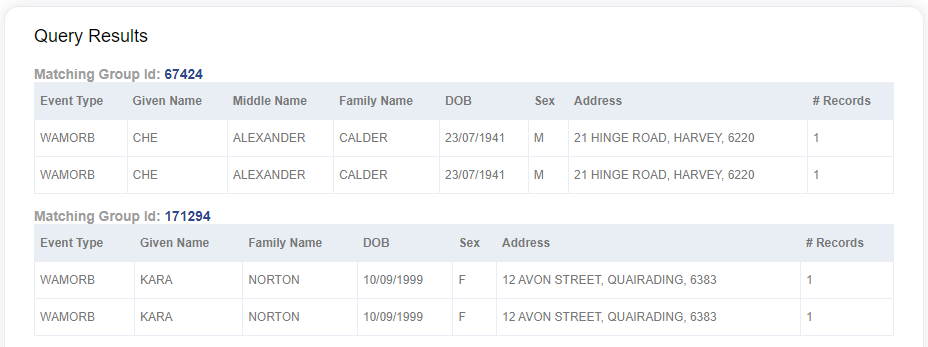 Query Results
Matching Group Id: 67424
Event Type Given Name Middle Name Family Name DOB Sex Address # Records
WAMORB CHE ALEXANDER CALDER 23/07/1941 M 21 HINGE ROAD, HARVEY, 6220 1
WAMORB CHE ALEXANDER CALDER 23/07/1941 M 21 HINGE ROAD, HARVEY, 6220 1
Matching Group Id: 171294
Event Type Given Name Family Name DOB Sex Address # Records
WAMORB KARA NORTON 10/09/1999 F 12 AVON STREET, QUAIRADING, 6383 1
WAMORB KARA NORTON 10/09/1999 F 12 AVON STREET, QUAIRADING, 6383 1